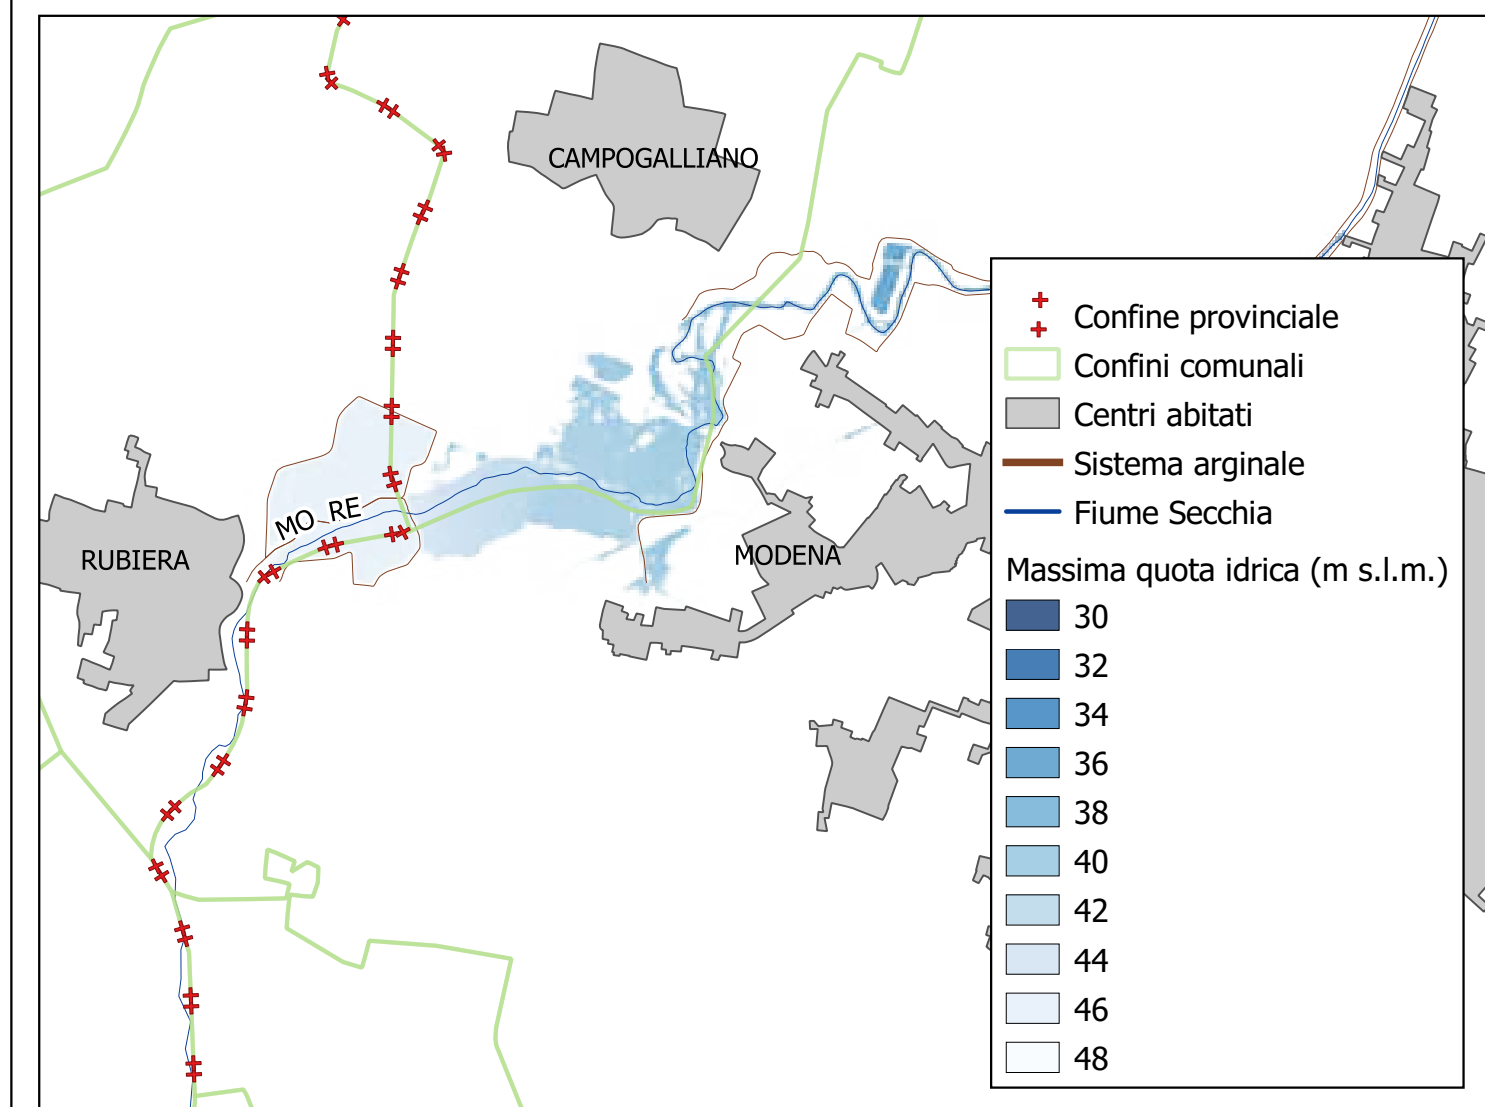 CAMPOGALLIANO
MO RE
RUBIERA
MODENA
Confine provinciale
Confini comunali
Centri abitati
Sistema arginale
Fiume Secchia
Massima quota idrica (m s.l.m.)
30
32
34
36
38
40
42
44
46
48